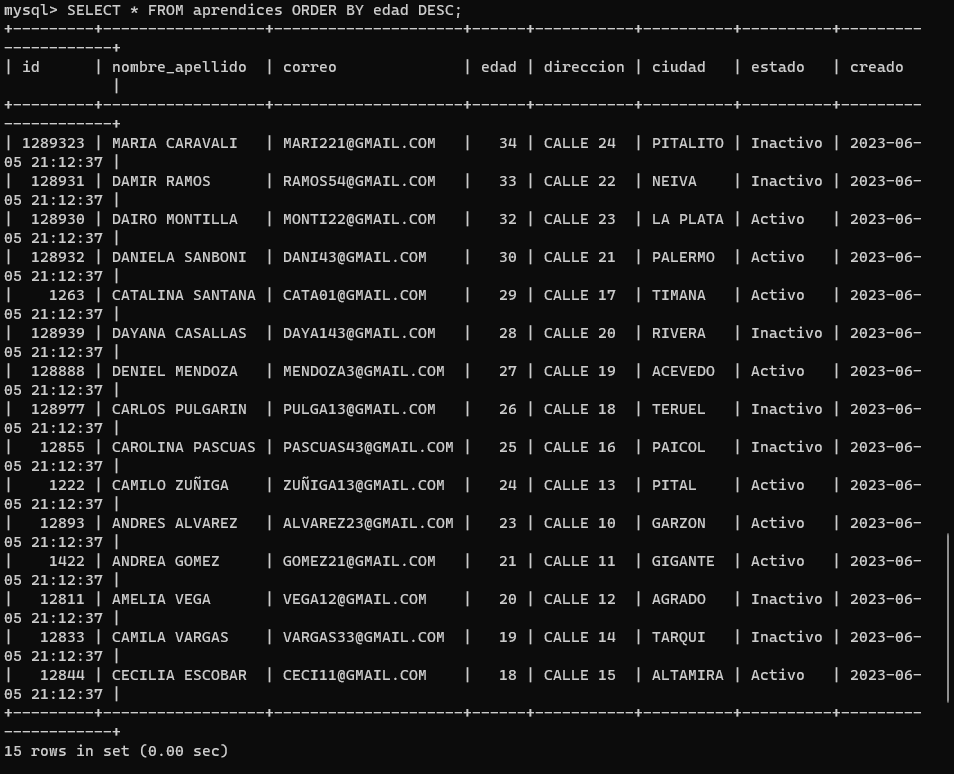 mysql> SELECT * FROM aprendices ORDER BY edad DESC;
+---------+------------------+---------------------+------+-----------+----------+----------+---------
------------+
| id      | nombre_apellido  | correo              | edad | direccion | ciudad   | estado   | creado
            |
+---------+------------------+---------------------+------+-----------+----------+----------+---------
------------+
| 1289323 | MARIA CARAVALI   | MARI221@GMAIL.COM   |   34 | CALLE 24  | PITALITO | Inactivo | 2023-06-
05 21:12:37 |
|  128931 | DAMIR RAMOS      | RAMOS54@GMAIL.COM   |   33 | CALLE 22  | NEIVA    | Inactivo | 2023-06-
05 21:12:37 |
|  128930 | DAIRO MONTILLA   | MONTI22@GMAIL.COM   |   32 | CALLE 23  | LA PLATA | Activo   | 2023-06-
05 21:12:37 |
|  128932 | DANIELA SANBONI  | DANI43@GMAIL.COM    |   30 | CALLE 21  | PALERMO  | Activo   | 2023-06-
05 21:12:37 |
|    1263 | CATALINA SANTANA | CATA01@GMAIL.COM    |   29 | CALLE 17  | TIMANA   | Activo   | 2023-06-
05 21:12:37 |
|  128939 | DAYANA CASALLAS  | DAYA143@GMAIL.COM   |   28 | CALLE 20  | RIVERA   | Inactivo | 2023-06-
05 21:12:37 |
|  128888 | DENIEL MENDOZA   | MENDOZA3@GMAIL.COM  |   27 | CALLE 19  | ACEVEDO  | Activo   | 2023-06-
05 21:12:37 |
|  128977 | CARLOS PULGARIN  | PULGA13@GMAIL.COM   |   26 | CALLE 18  | TERUEL   | Inactivo | 2023-06-
05 21:12:37 |
|   12855 | CAROLINA PASCUAS | PASCUAS43@GMAIL.COM |   25 | CALLE 16  | PAICOL   | Inactivo | 2023-06-
05 21:12:37 |
|    1222 | CAMILO ZUÑIGA    | ZUÑIGA13@GMAIL.COM  |   24 | CALLE 13  | PITAL    | Activo   | 2023-06-
05 21:12:37 |
|   12893 | ANDRES ALVAREZ   | ALVAREZ23@GMAIL.COM |   23 | CALLE 10  | GARZON   | Activo   | 2023-06-
05 21:12:37 |
|    1422 | ANDREA GOMEZ     | GOMEZ21@GMAIL.COM   |   21 | CALLE 11  | GIGANTE  | Activo   | 2023-06-
05 21:12:37 |
|   12811 | AMELIA VEGA      | VEGA12@GMAIL.COM    |   20 | CALLE 12  | AGRADO   | Inactivo | 2023-06-
05 21:12:37 |
|   12833 | CAMILA VARGAS    | VARGAS33@GMAIL.COM  |   19 | CALLE 14  | TARQUI   | Inactivo | 2023-06-
05 21:12:37 |
|   12844 | CECILIA ESCOBAR  | CECI11@GMAIL.COM    |   18 | CALLE 15  | ALTAMIRA | Activo   | 2023-06-
05 21:12:37 |
+---------+------------------+---------------------+------+-----------+----------+----------+---------
------------+
15 rows in set (0.00 sec)